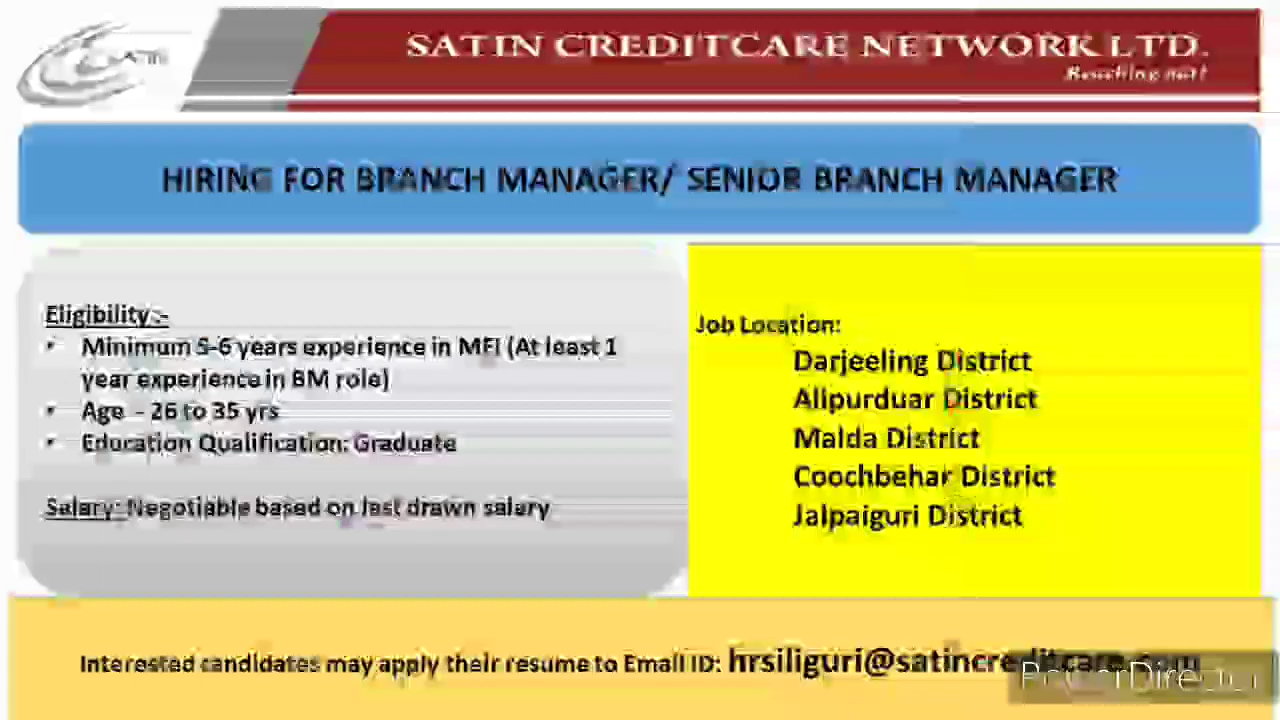 SATIN
SATIN CREDITCARE NETWORK LTD.
Reaching out!
HIRING FOR BRANCH MANAGER/ SENIOR BRANCH MANAGER
Eligibility :-
• Minimum 5-6 years experience in MFI (At least 1
year experience in BM role)
• Age - 26 to 35 yrs
• Education Qualification: Graduate
Salary: Negotiable based on last drawn salary
Job Location:
Darjeeling District
Alipurduar District
Malda District
Coochbehar District
Jalpaiguri District
Interested candidates may apply their resume to Email ID: hrsiliguri@satincreditcare.com
PowerDirector